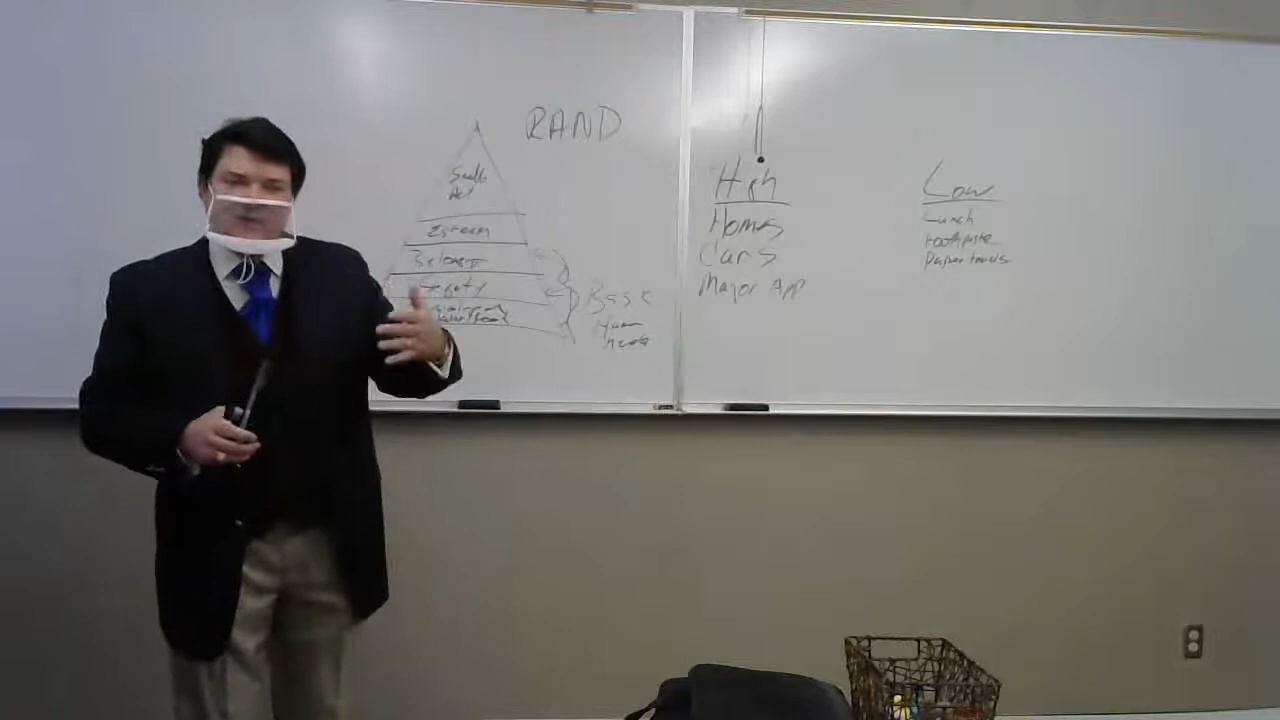 RAND
Self
Act
Esteem
Belong
Safety
Basic
Human
Needs
High
Homes
Cars
Major App
Low
Lunch
toothpaste
Paper towels